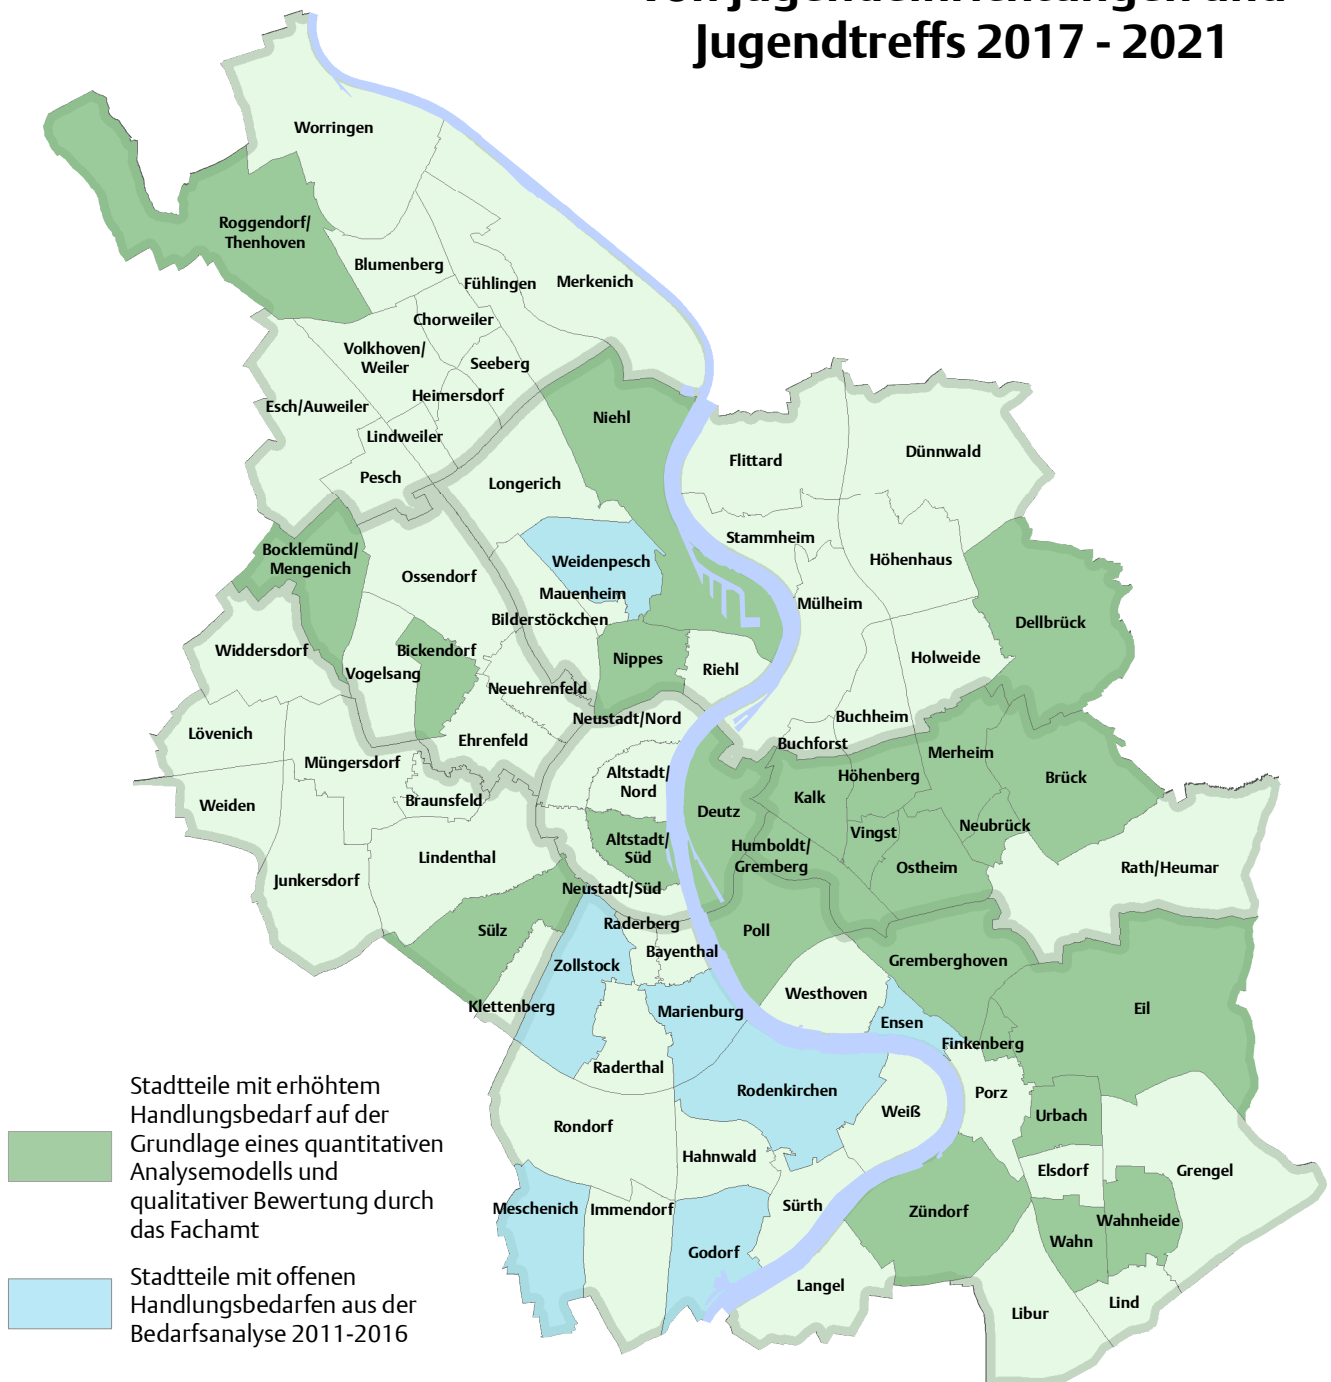 von Jugendeinrichtungen und
Jugendtreffs 2017 - 2021
Worringen
Roggendorf/
Thenhoven
Blumenberg
Fühlingen
Merkenich
Chorweiler
Volkhoven/
Weiler
Seeberg
Heimersdorf
Esch/Auweiler
Lindweiler
Pesch
Niehl
Longerich
Flittard
Dünnwald
Stammheim
Höhenhaus
Bocklemünd/
Mengenich
Ossendorf
Weidenpesch
Mauenheim
Bilderstöckchen
Mülheim
Dellbrück
Widdersdorf
Bickendorf
Vogelsang
Nippes
Riehl
Holweide
Neuehrenfeld
Neustadt/Nord
Buchheim
Lövenich
Ehrenfeld
Buchforst
Merheim
Müngersdorf
Altstadt/
Nord
Höhenberg
Brück
Weiden
Braunsfeld
Kalk
Deutz
Vingst
Neubrück
Lindenthal
Altstadt/
Süd
Humboldt/
Gremberg
Ostheim
Rath/Heumar
Junkersdorf
Neustadt/Süd
Sülz
Raderberg
Poll
Bayenthal
Zollstock
Gremberghoven
Klettenberg
Westhoven
Marienburg
Ensen
Eil
Finkenberg
Raderthal
Rodenkirchen
Porz
Weiß
Urbach
Rondorf
Hahnwald
Elsdorf
Grengel
Meschenich
Immendorf
Sürth
Zündorf
Wahnheide
Wahn
Godorf
Langel
Lind
Libur
Stadtteile mit erhöhtem
Handlungsbedarf auf der
Grundlage eines quantitativen
Analysemodells und
qualitativer Bewertung durch
das Fachamt
Stadtteile mit offenen
Handlungsbedarfen aus der
Bedarfsanalyse 2011-2016